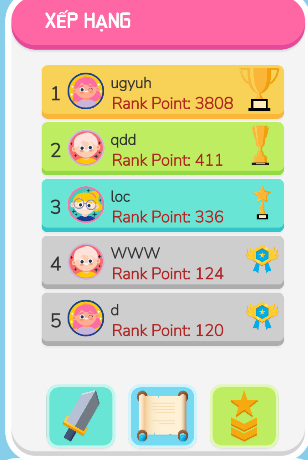 XẾP HẠNG
1 ugyuh
Rank Point: 3808
2 qdd
Rank Point: 411
3 loc
Rank Point: 336
4 WWW
Rank Point: 124
5 d
Rank Point: 120